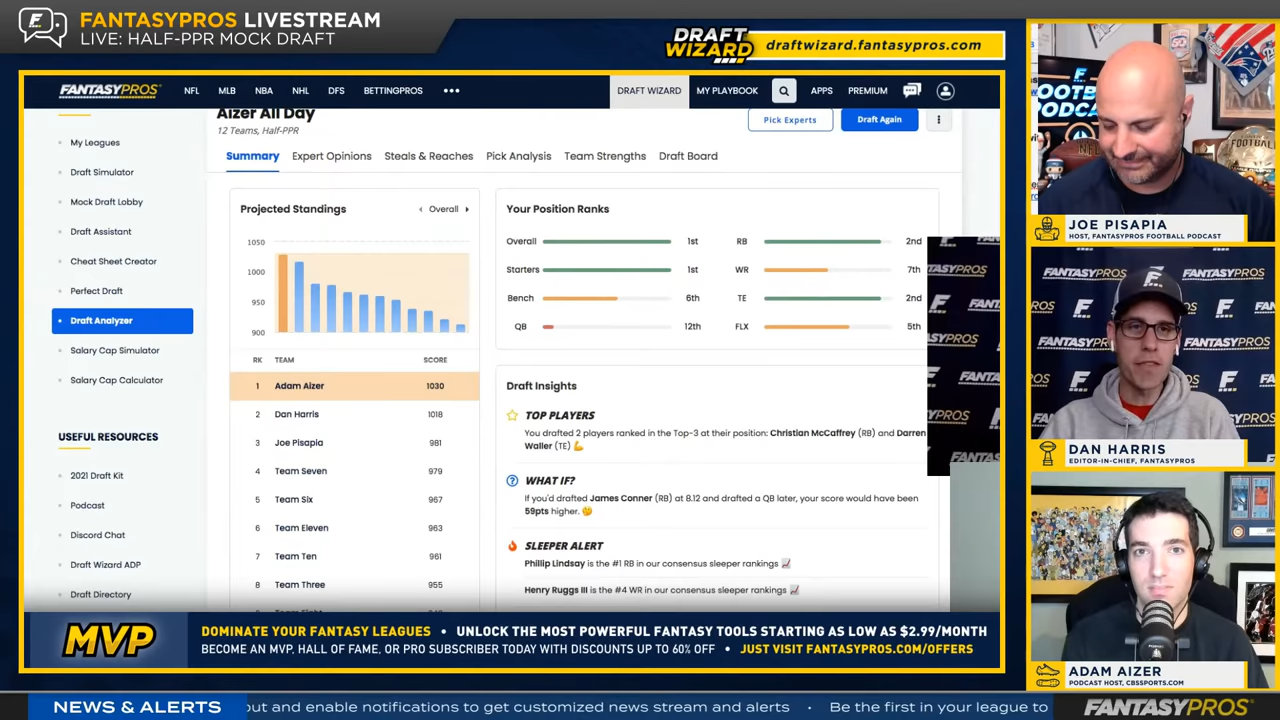 FANTASYPROS LIVESTREAM
LIVE: HALF-PPR MOCK DRAFT
DRAFT WIZARD
draftwizard.fantasypros.com
FANTASYPROS
NFL
MLB
NBA
NHL
DFS
BETTINGPROS
•••
DRAFT WIZARD
MY PLAYBOOK
APPS
PREMIUM
My Leagues
Draft Simulator
Mock Draft Lobby
Draft Assistant
Cheat Sheet Creator
Perfect Draft
Draft Analyzer
Salary Cap Simulator
Salary Cap Calculator
USEFUL RESOURCES
2021 Draft Kit
Podcast
Discord Chat
Draft Wizard ADP
Draft Directory
Aizer All Day
12 Teams, Half-PPR
Pick Experts
Draft Again
Summary
Expert Opinions
Steals & Reaches
Pick Analysis
Team Strengths
Draft Board
Projected Standings
Overall
1050
1000
950
900
RK TEAM SCORE
1 Adam Aizer 1030
2 Dan Harris 1018
3 Joe Pisapia 981
4 Team Seven 979
5 Team Six 967
6 Team Eleven 963
7 Team Ten 961
8 Team Three 955
Your Position Ranks
Overall 1st
Starters 1st
Bench 6th
QB 12th
RB 2nd
WR 7th
TE 2nd
FLX 5th
Draft Insights
TOP PLAYERS
You drafted 2 players ranked in the Top-3 at their position: Christian McCaffrey (RB) and Darren
Waller (TE) 💪
WHAT IF?
If you'd drafted James Conner (RB) at 8.12 and drafted a QB later, your score would have been
59pts higher. 🤔
SLEEPER ALERT
Phillip Lindsay is the #1 RB in our consensus sleeper rankings 📈
Henry Ruggs III is the #4 WR in our consensus sleeper rankings 📈
JOE PISAPIA
HOST, FANTASYPROS FOOTBALL PODCAST
DAN HARRIS
EDITOR-IN-CHIEF, FANTASYPROS
ADAM AIZER
PODCAST HOST, CBSSPORTS.COM
MVP
DOMINATE YOUR FANTASY LEAGUES • UNLOCK THE MOST POWERFUL FANTASY TOOLS STARTING AS LOW AS $2.99/MONTH
BECOME AN MVP, HALL OF FAME, OR PRO SUBSCRIBER TODAY WITH DISCOUNTS UP TO 60% OFF • JUST VISIT FANTASYPROS.COM/OFFERS
NEWS & ALERTS
out and enable notifications to get customized news stream and alerts • Be the first in your league to
FANTASYPROS